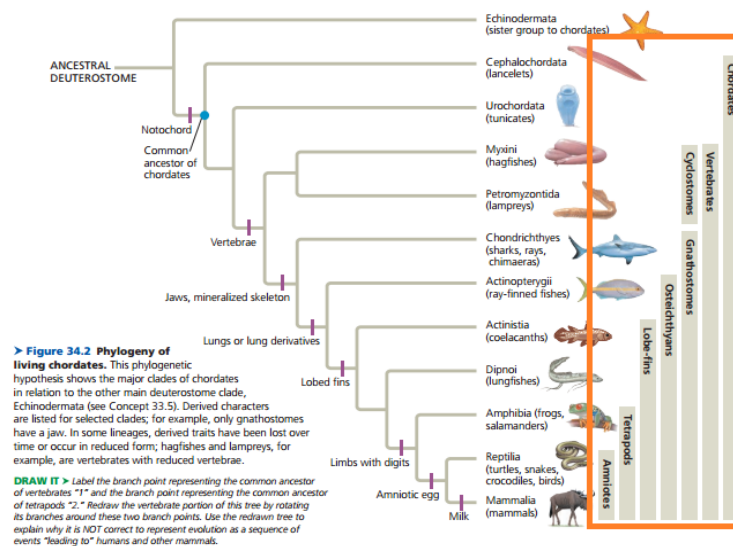 Echinodermata
(sister group to chordates)
ANCESTRAL
DEUTEROSTOME
Cephalochordata
(lancelets)
Urochordata
(tunicates)
Notochord
Common
ancestor of
chordates
Myxini
(hagfishes)
Petromyzontida
(lampreys)
Vertebrae
Chondrichthyes
(sharks, rays,
chimaeras)
Jaws, mineralized skeleton
Actinopterygii
(ray-finned fishes)
Lungs or lung derivatives
Actinistia
(coelacanths)
Lobed fins
Dipnoi
(lungfishes)
Amphibia (frogs,
salamanders)
Limbs with digits
Reptilia
(turtles, snakes,
crocodiles, birds)
Amniotic egg
Mammalia
(mammals)
Milk
Chordates
Vertebrates
Cyclostomes
Gnathostomes
Osteichthyans
Lobe-fins
Tetrapods
Amniotes
➤ Figure 34.2 Phylogeny of
living chordates. This phylogenetic
hypothesis shows the major clades of chordates
in relation to the other main deuterostome clade,
Echinodermata (see Concept 33.5). Derived characters
are listed for selected clades; for example, only gnathostomes
have a jaw. In some lineages, derived traits have been lost over
time or occur in reduced form; hagfishes and lampreys, for
example, are vertebrates with reduced vertebrae.
DRAW IT ➤ Label the branch point representing the common ancestor
of vertebrates "1" and the branch point representing the common ancestor
of tetrapods "2." Redraw the vertebrate portion of this tree by rotating
its branches around these two branch points. Use the redrawn tree to
explain why it is NOT correct to represent evolution as a sequence of
events "leading to" humans and other mammals.